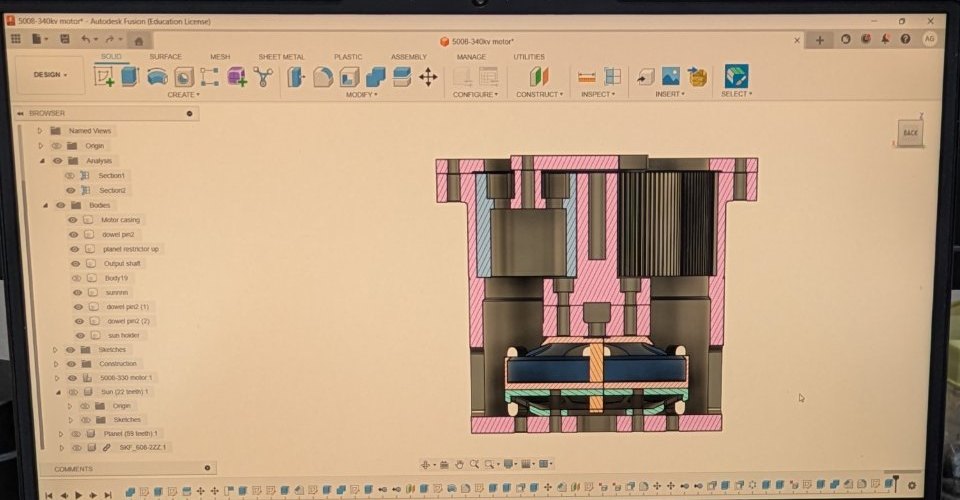 5008-340kv motor* - Autodesk Fusion (Education License)
5008-340kv motor*
AG
SOLID SURFACE MESH SHEET METAL PLASTIC ASSEMBLY MANAGE UTILITIES
DESIGN
CREATE MODIFY CONFIGURE CONSTRUCT INSPECT INSERT SELECT
BROWSER
Named Views
Origin
Analysis
Section1
Section2
Bodies
Motor casing
dowel pin2
planet restrictor up
Output shaft
Body19
sunnnn
dowel pin2 (1)
dowel pin2 (2)
sun holder
Sketches
Construction
5008-330 motor:1
Sun (22 teeth):1
Origin
Sketches
Planet (59 teeth):1
SKF_608-2ZZ:1
COMMENTS
Z
BACK